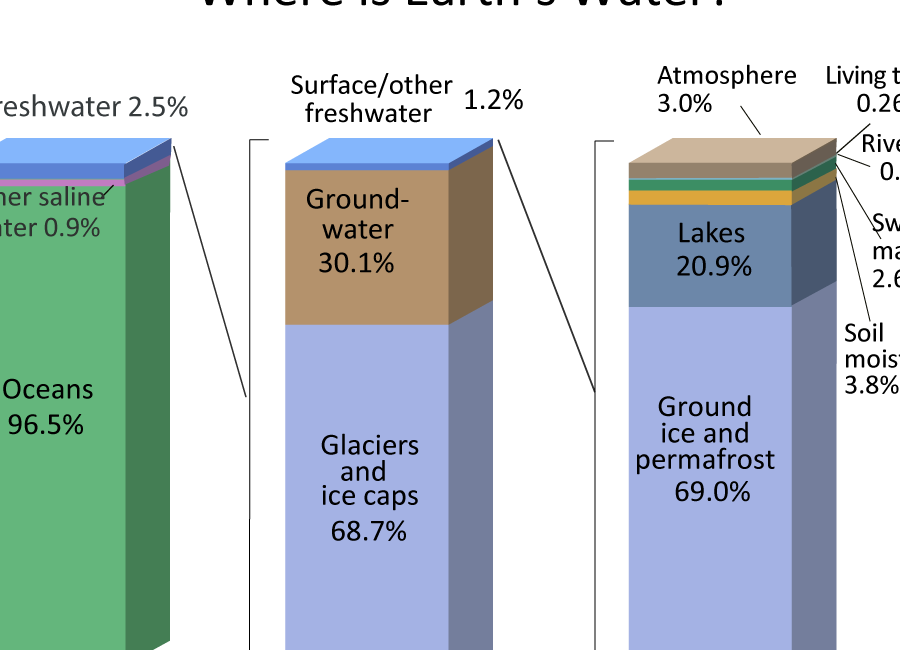 Where is Earth's Water?
reshwater 2.5%
her saline
ter 0.9%
Oceans
96.5%
Surface/other
freshwater
1.2%
Ground-
water
30.1%
Glaciers
and
ice caps
68.7%
Atmosphere
3.0%
Living t
0.26
Rive
0.
Sw
ma
2.6
Soil
mois
3.8%
Lakes
20.9%
Ground
ice and
permafrost
69.0%